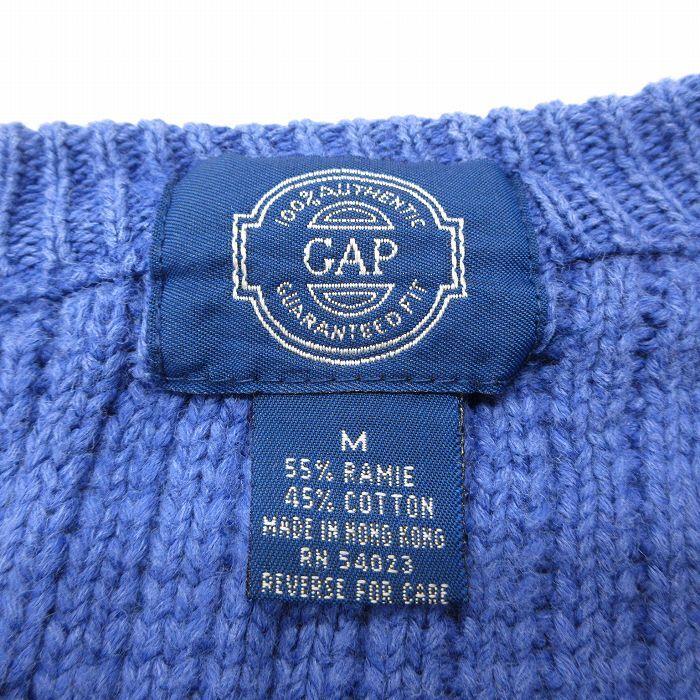 100% AUTHENTIC
GAP
GUARANTEED FIT
M
55% RAMIE
45% COTTON
MADE IN HONG KONG
RN 54023
REVERSE FOR CARE